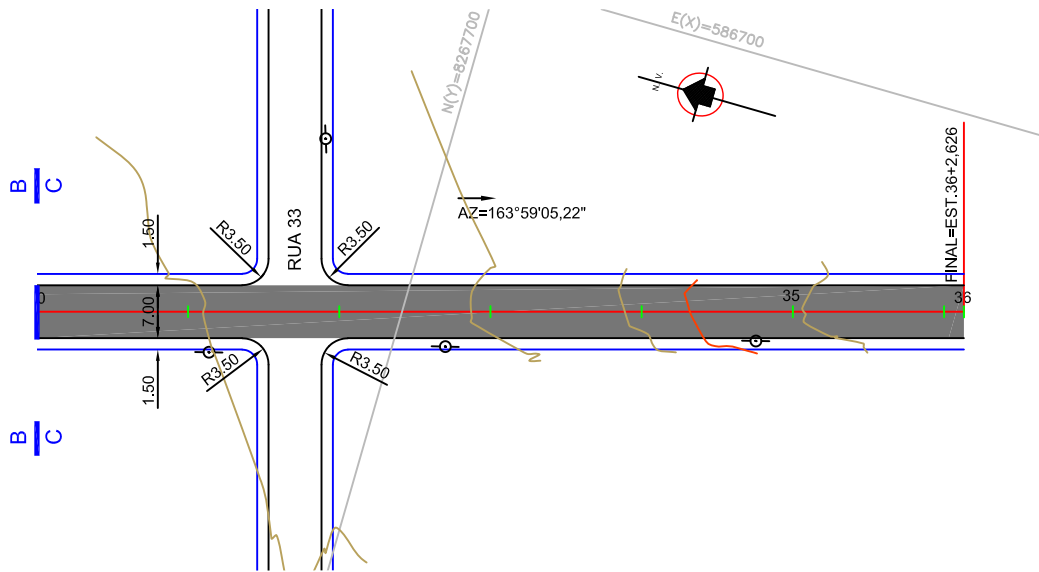 E(X)=586700
N(Y)=8267700
N.V.
FINAL=EST.36+2,626
B
C
1.50
R3.50
RUA 33
R3.50
AZ=163°59'05,22"
0
7.00
35
36
R3.50
R3.50
1.50
B
C